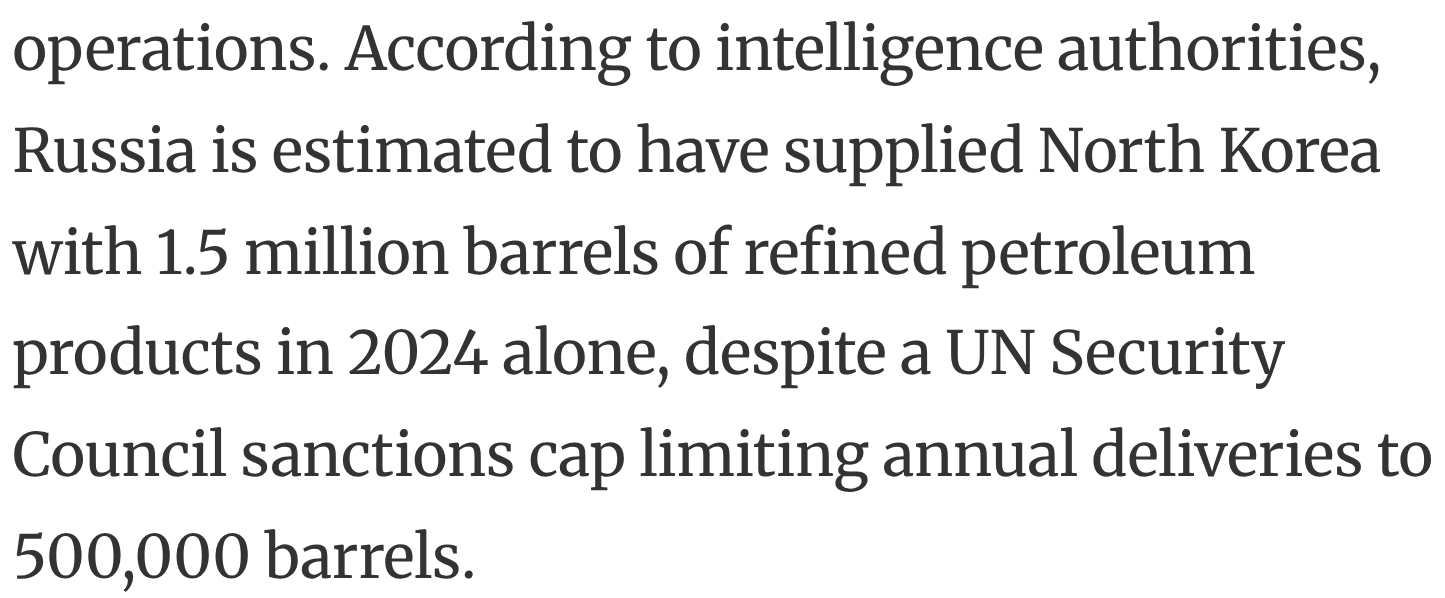 operations. According to intelligence authorities,
Russia is estimated to have supplied North Korea
with 1.5 million barrels of refined petroleum
products in 2024 alone, despite a UN Security
Council sanctions cap limiting annual deliveries to
500,000 barrels.